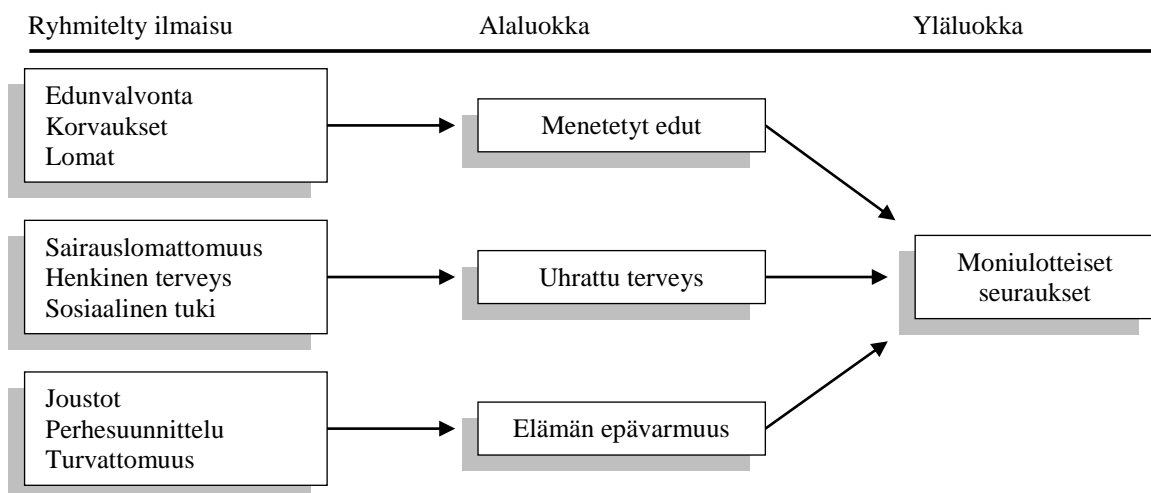 Ryhmitelty ilmaisu Alaluokka Yläluokka
Edunvalvonta
Korvaukset
Lomat
Menetetyt edut
Sairauslomattomuus
Henkinen terveys
Sosiaalinen tuki
Uhrattu terveys
Moniulotteiset
seuraukset
Joustot
Perhesuunnittelu
Turvattomuus
Elämän epävarmuus